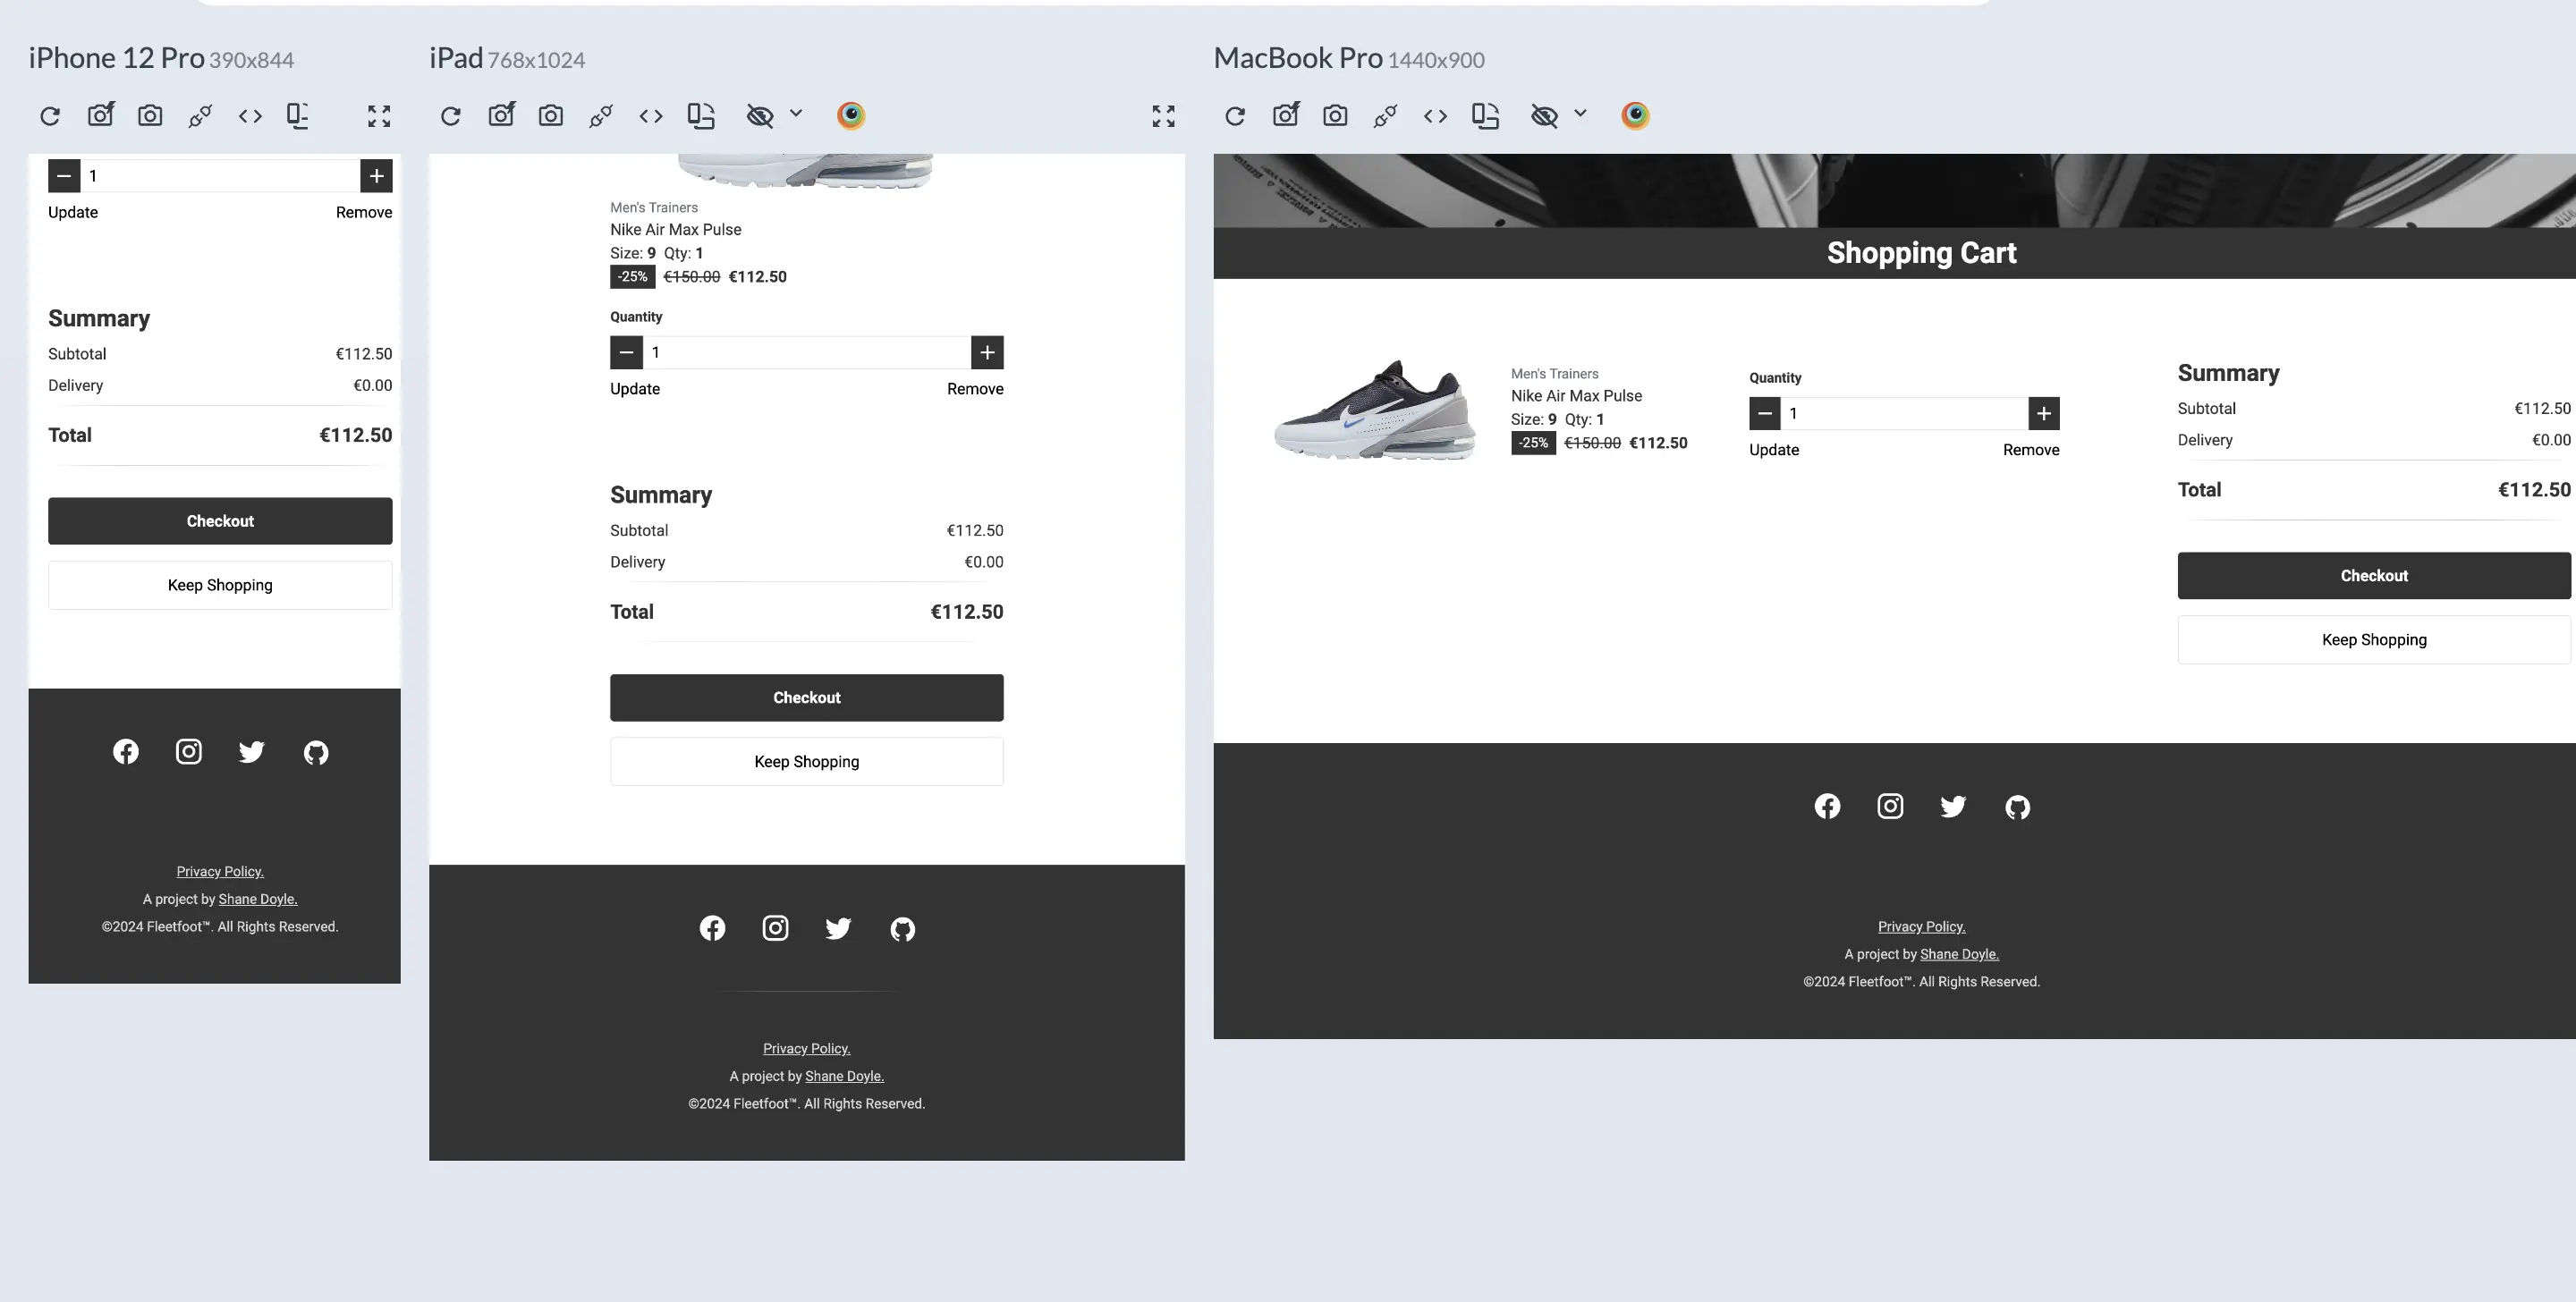 iPhone 12 Pro 390x844
1
Update Remove
Summary
Subtotal €112.50
Delivery €0.00
Total €112.50
Checkout
Keep Shopping
Privacy Policy.
A project by Shane Doyle.
©2024 Fleetfoot™. All Rights Reserved.
iPad 768x1024
Men's Trainers
Nike Air Max Pulse
Size: 9 Qty: 1
-25% €150.00 €112.50
Quantity
1
Update Remove
Summary
Subtotal €112.50
Delivery €0.00
Total €112.50
Checkout
Keep Shopping
Privacy Policy.
A project by Shane Doyle.
©2024 Fleetfoot™. All Rights Reserved.
MacBook Pro 1440x900
Shopping Cart
Men's Trainers
Nike Air Max Pulse
Size: 9 Qty: 1
-25% €150.00 €112.50
Quantity
1
Update Remove
Summary
Subtotal €112.50
Delivery €0.00
Total €112.50
Checkout
Keep Shopping
Privacy Policy.
A project by Shane Doyle.
©2024 Fleetfoot™. All Rights Reserved.